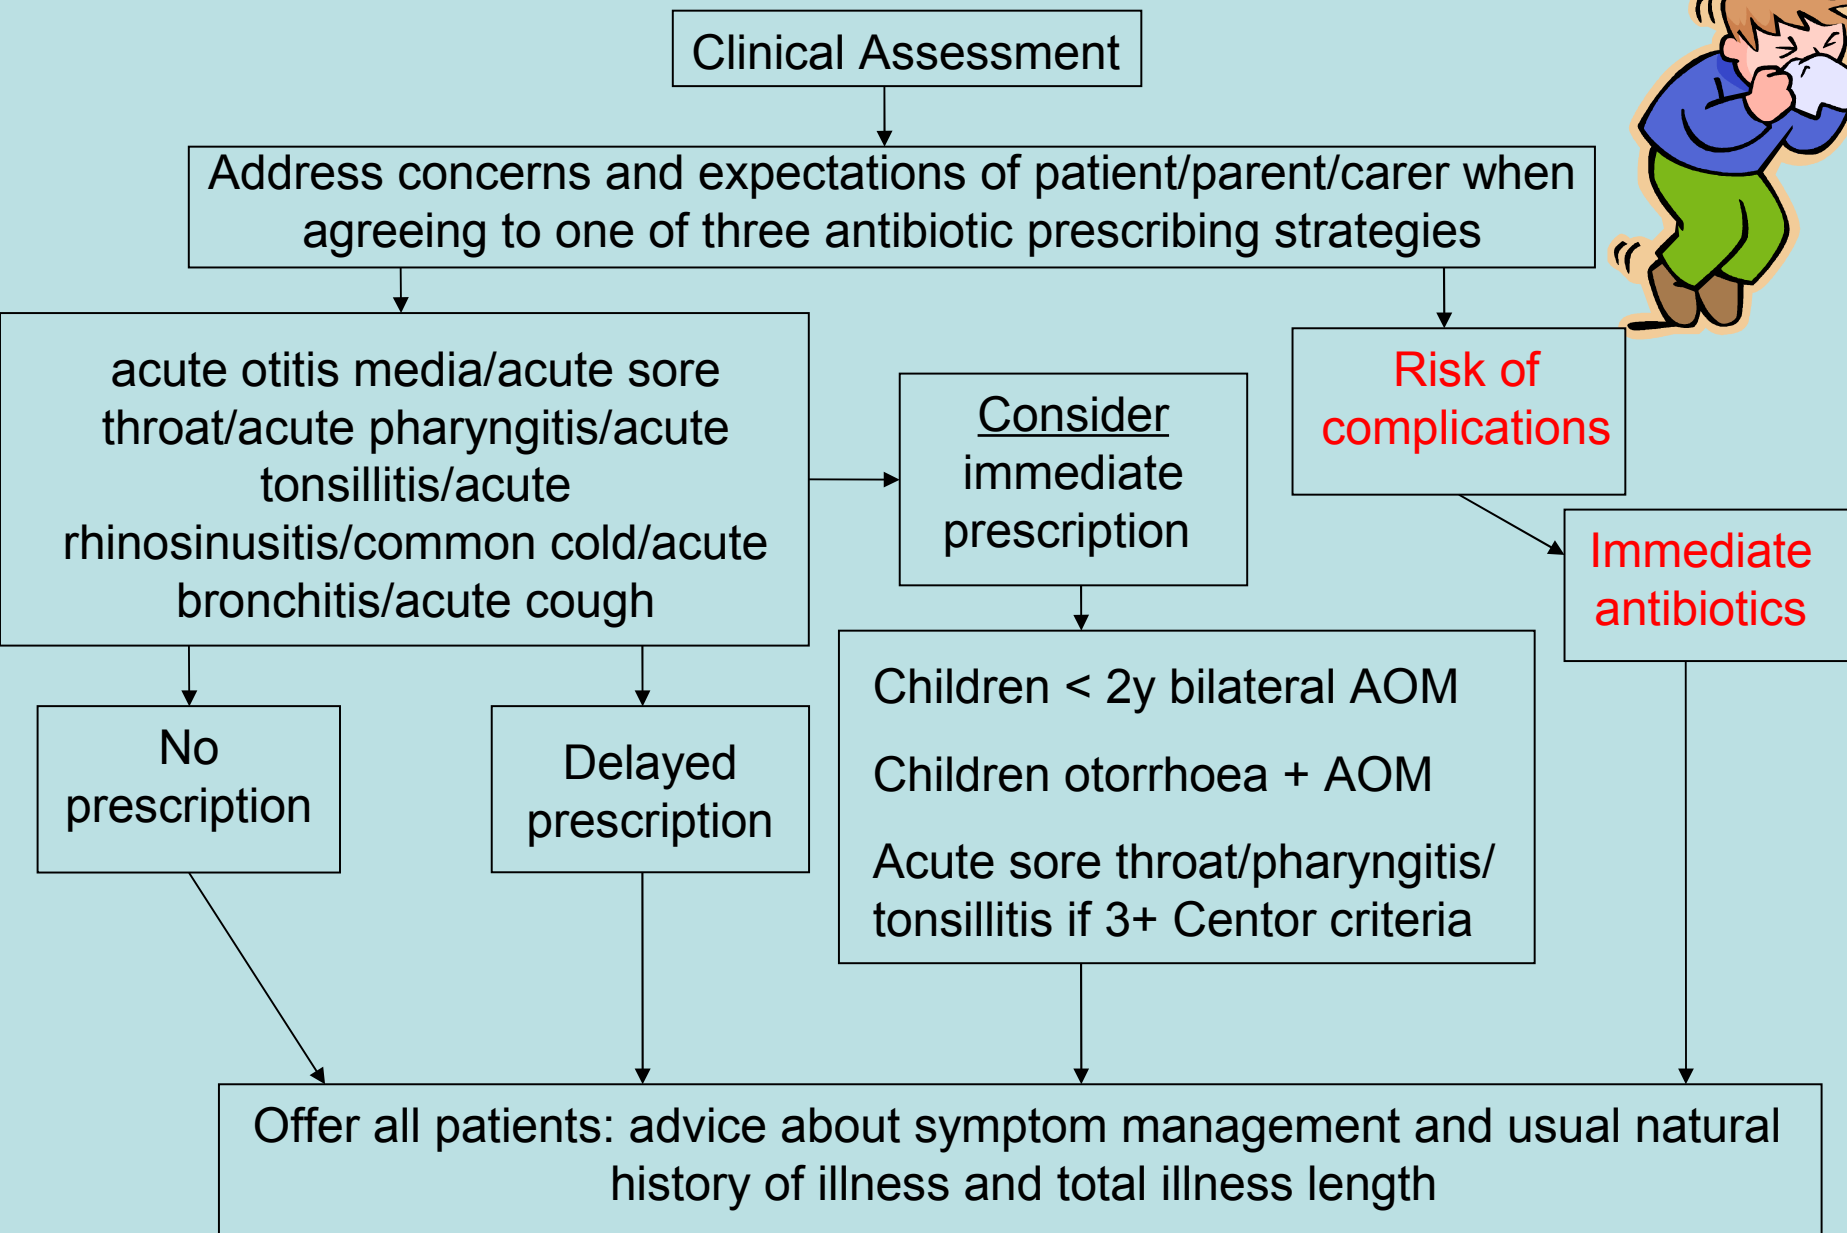 Clinical Assessment
Address concerns and expectations of patient/parent/carer when
agreeing to one of three antibiotic prescribing strategies
acute otitis media/acute sore
throat/acute pharyngitis/acute
tonsillitis/acute
rhinosinusitis/common cold/acute
bronchitis/acute cough
Consider
immediate
prescription
Risk of
complications
Immediate
antibiotics
No
prescription
Delayed
prescription
Children < 2y bilateral AOM
Children otorrhoea + AOM
Acute sore throat/pharyngitis/
tonsillitis if 3+ Centor criteria
Offer all patients: advice about symptom management and usual natural
history of illness and total illness length